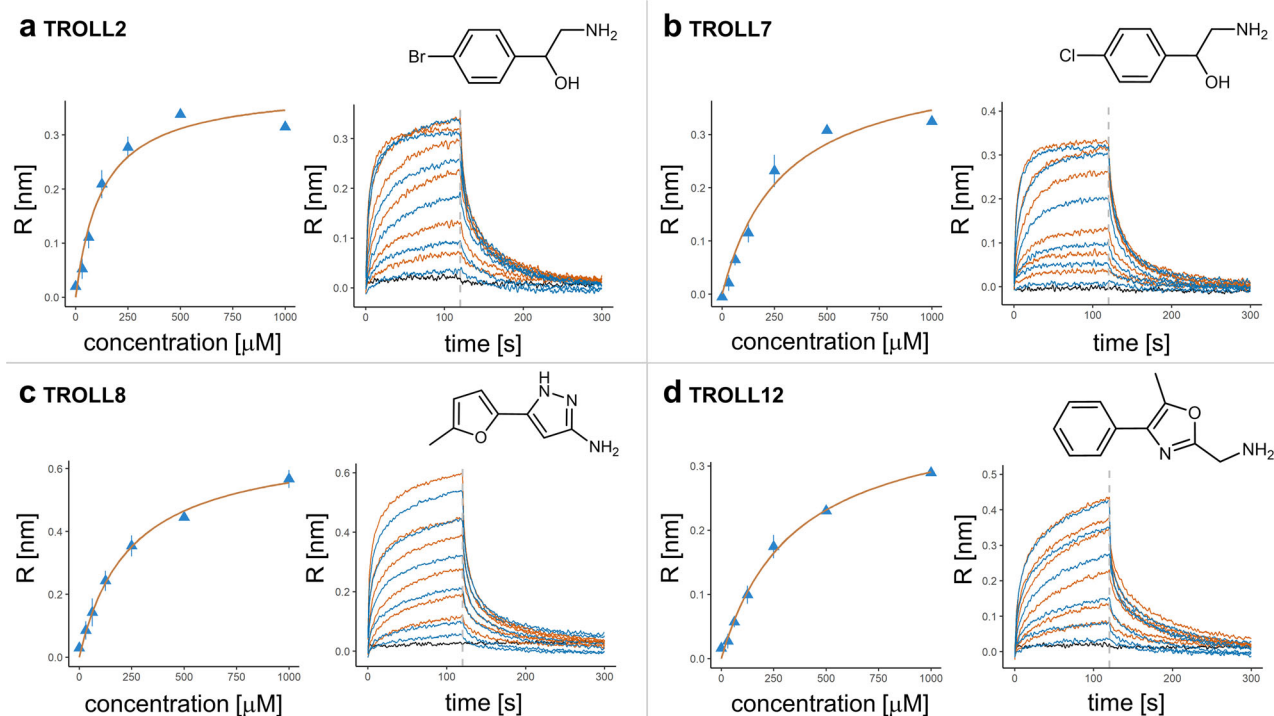 a TROLL2
Br
NH2
OH
R [nm]
0.3
0.2
0.1
0.0
0 250 500 750 1000
concentration [μM]
R [nm]
0.3
0.2
0.1
0.0
0 100 200 300
time [s]
b TROLL7
Cl
NH2
OH
R [nm]
0.3
0.2
0.1
0.0
0 250 500 750 1000
concentration [μM]
R [nm]
0.4
0.3
0.2
0.1
0.0
0 100 200 300
time [s]
c TROLL8
H
N
N
O
NH2
R [nm]
0.6
0.4
0.2
0.0
0 250 500 750 1000
concentration [μM]
R [nm]
0.6
0.4
0.2
0.0
0 100 200 300
time [s]
d TROLL12
O
N
NH2
R [nm]
0.3
0.2
0.1
0.0
0 250 500 750 1000
concentration [μM]
R [nm]
0.5
0.4
0.3
0.2
0.1
0.0
0 100 200 300
time [s]